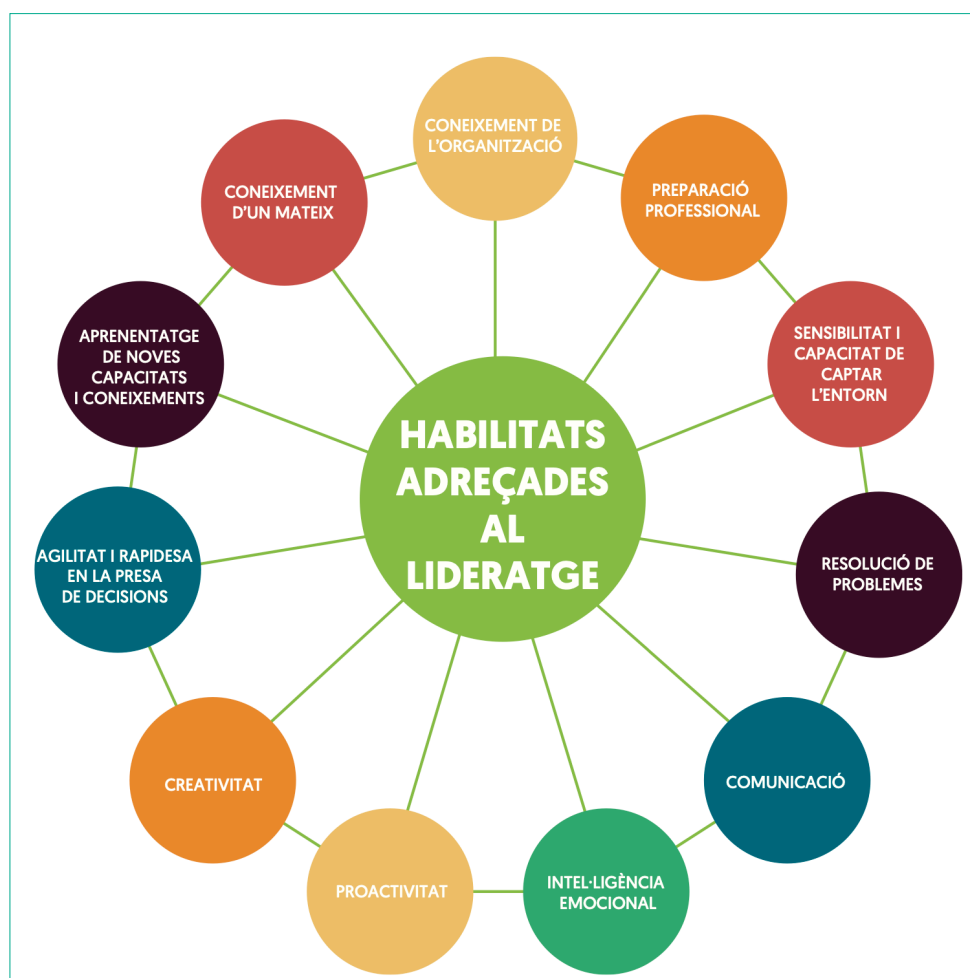 CONEIXEMENT DE
L'ORGANITZACIÓ
PREPARACIÓ
PROFESSIONAL
SENSIBILITAT I
CAPACITAT DE
CAPTAR
L'ENTORN
RESOLUCIÓ DE
PROBLEMES
COMUNICACIÓ
INTEL·LIGÈNCIA
EMOCIONAL
PROACTIVITAT
CREATIVITAT
AGILITAT I RAPIDESA
EN LA PRESA
DE DECISIONS
APRENENTATGE
DE NOVES
CAPACITATS
I CONEIXEMENTS
CONEIXEMENT
D'UN MATEIX
HABILITATS
ADREÇADES
AL
LIDERATGE